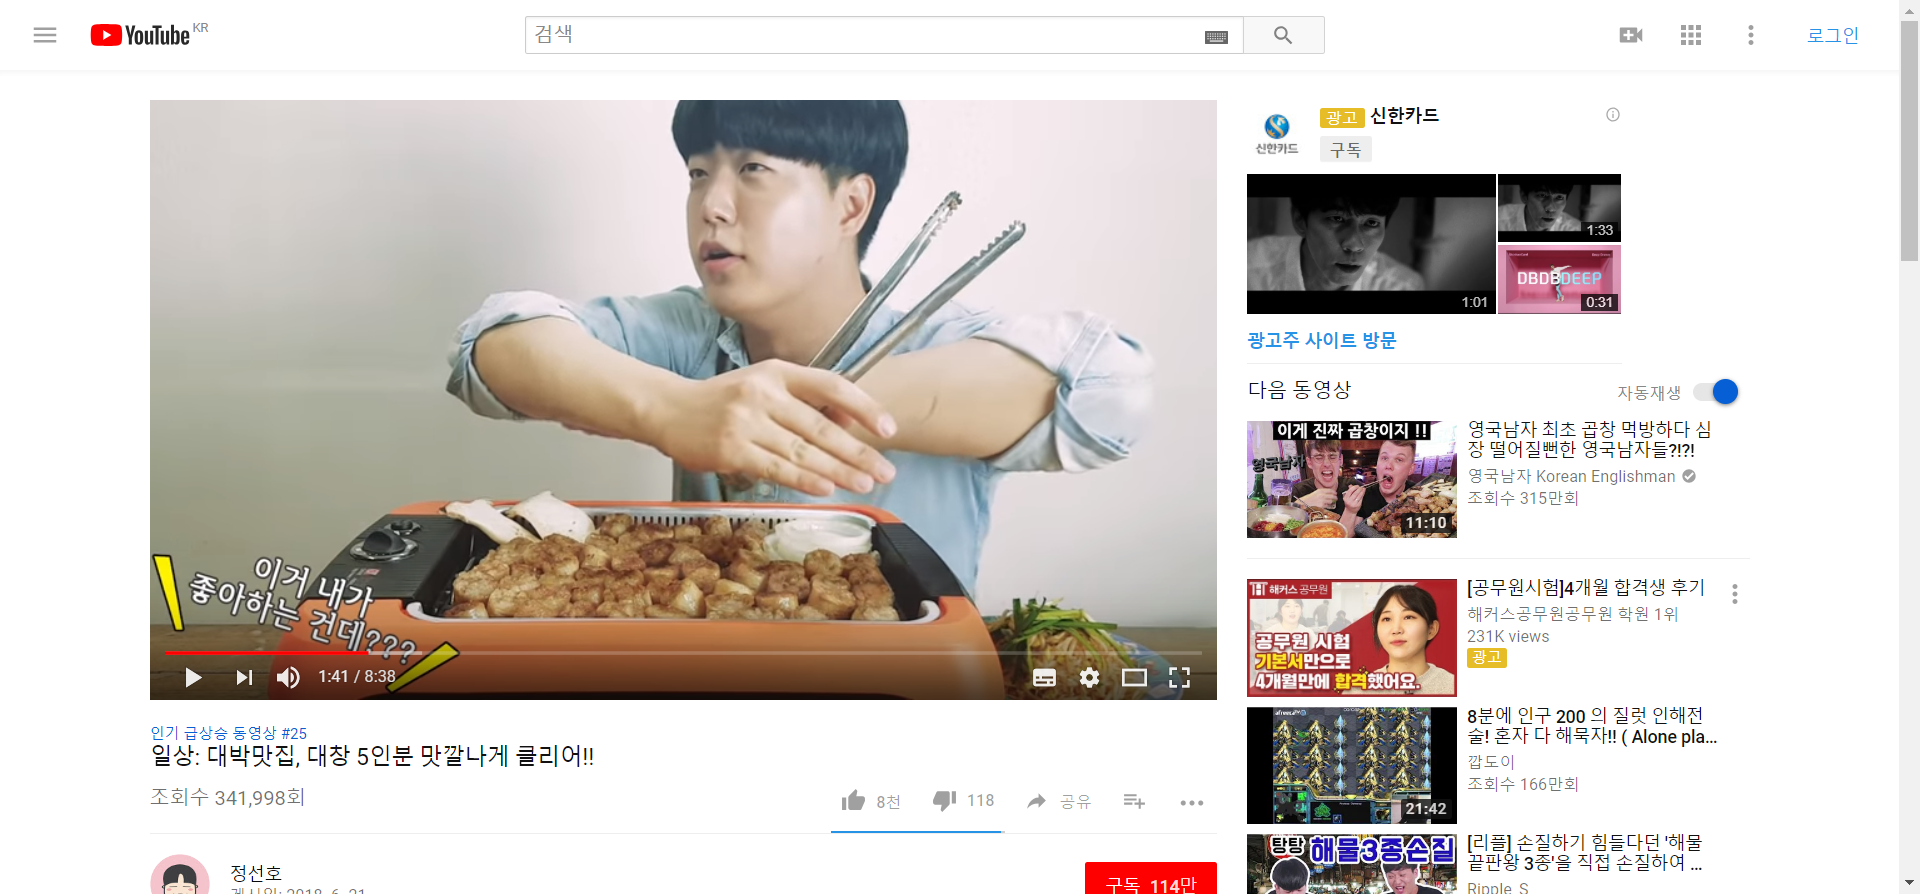 YouTube KR
검색
로그인
이거 내가
좋아하는 건데???
1:41 / 8:38
인기 급상승 동영상 #25
일상: 대박맛집, 대창 5인분 맛깔나게 클리어!!
조회수 341,998회
8천
118
공유
정선호
게시일: 2018. 6. 21.
구독 114만
광고 신한카드
신한카드
구독
1:01
1:33
DBDBDEEP
0:31
광고주 사이트 방문
다음 동영상
자동재생
이게 진짜 곱창이지 !!
영국남자
11:10
영국남자 최초 곱창 먹방하다 심
장 떨어질뻔한 영국남자들?!?!
영국남자 Korean Englishman
조회수 315만회
해커스 공무원
공무원 시험
기본서만으로
4개월만에 합격했어요.
[공무원시험]4개월 합격생 후기
해커스공무원공무원 학원 1위
231K views
광고
afreecaTV
21:42
8분에 인구 200 의 질럿 인해전
술! 혼자 다 해묵자!! ( Alone pla...
깝도이
조회수 166만회
탕탕 해물3종손질
[리플] 손질하기 힘들다던 '해물
끝판왕 3종'을 직접 손질하여 ...
Ripple_S